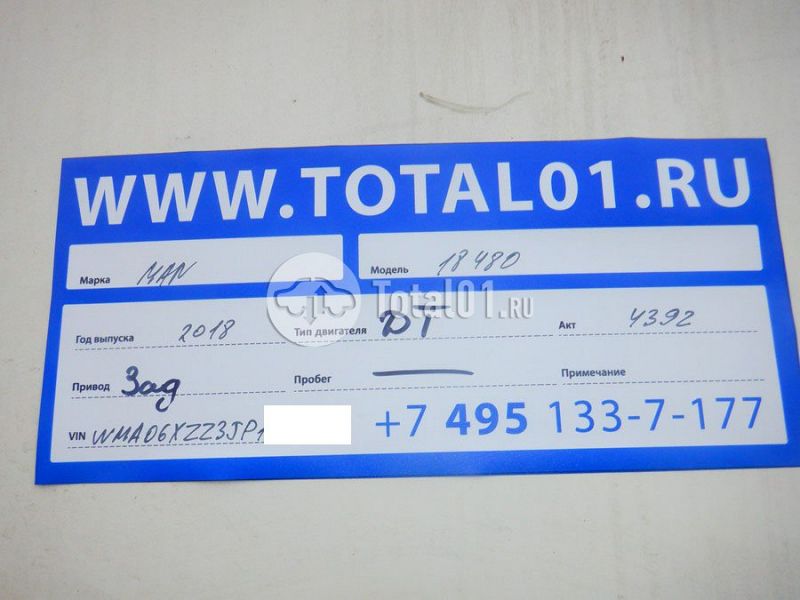 WWW.TOTAL01.RU
Марка MAN Модель 18 480
Total01.RU
Год выпуска 2018 Тип двигателя DT Акт 4392
Привод Зад Пробег — Примечание
VIN WMA06XZZ3JP1 +7 495 133-7-177